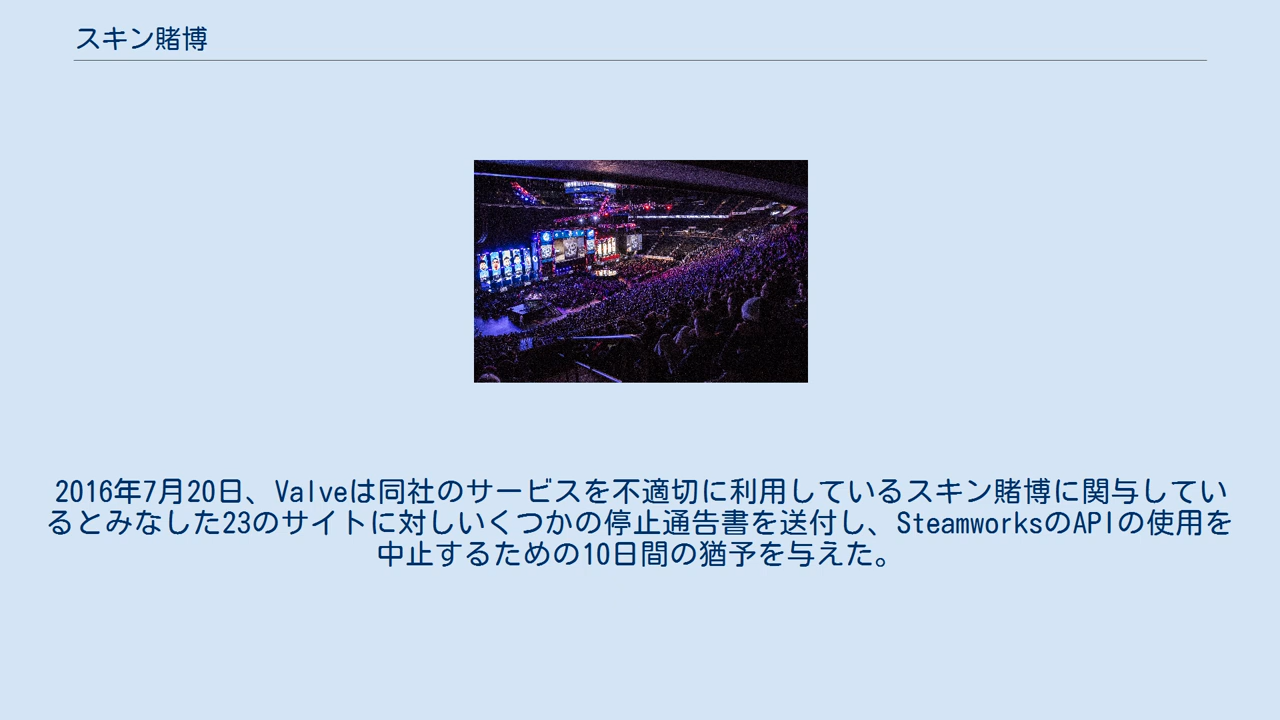 スキン賭博
2016年7月20日、Valveは同社のサービスを不適切に利用しているスキン賭博に関与してい
るとみなした23のサイトに対しいくつかの停止通告書を送付し、SteamworksのAPIの使用を
中止するための10日間の猶予を与えた。